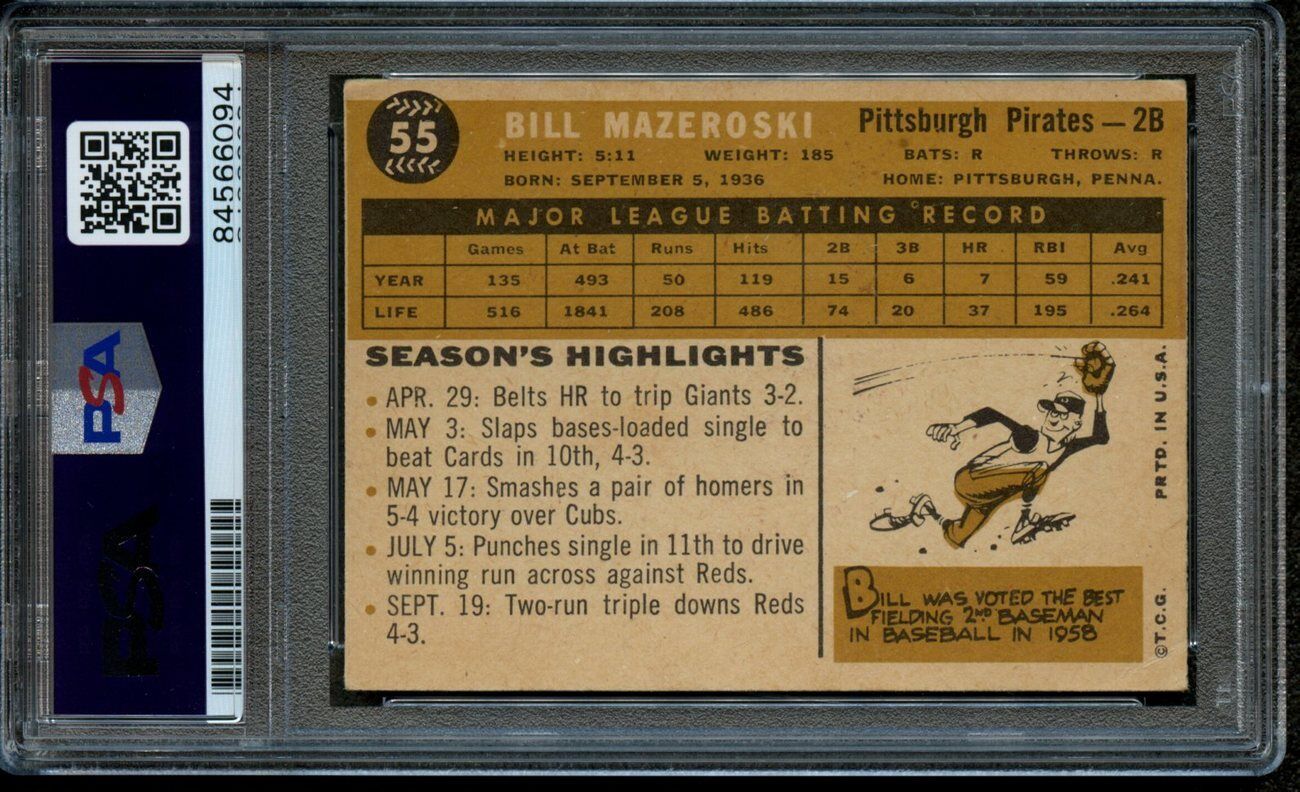 84566094
PSA
PSA
55
BILL MAZEROSKI Pittsburgh Pirates — 2B
HEIGHT: 5:11 WEIGHT: 185 BATS: R THROWS: R
BORN: SEPTEMBER 5, 1936 HOME: PITTSBURGH, PENNA.
MAJOR LEAGUE BATTING RECORD
Games At Bat Runs Hits 2B 3B HR RBI Avg
YEAR 135 493 50 119 15 6 7 59 .241
LIFE 516 1841 208 486 74 20 37 195 .264
SEASON'S HIGHLIGHTS
• APR. 29: Belts HR to trip Giants 3-2.
• MAY 3: Slaps bases-loaded single to
beat Cards in 10th, 4-3.
• MAY 17: Smashes a pair of homers in
5-4 victory over Cubs.
• JULY 5: Punches single in 11th to drive
winning run across against Reds.
• SEPT. 19: Two-run triple downs Reds
4-3.
BILL WAS VOTED THE BEST
FIELDING 2ND BASEMAN
IN BASEBALL IN 1958
©T.C.G. PRTD. IN U.S.A.